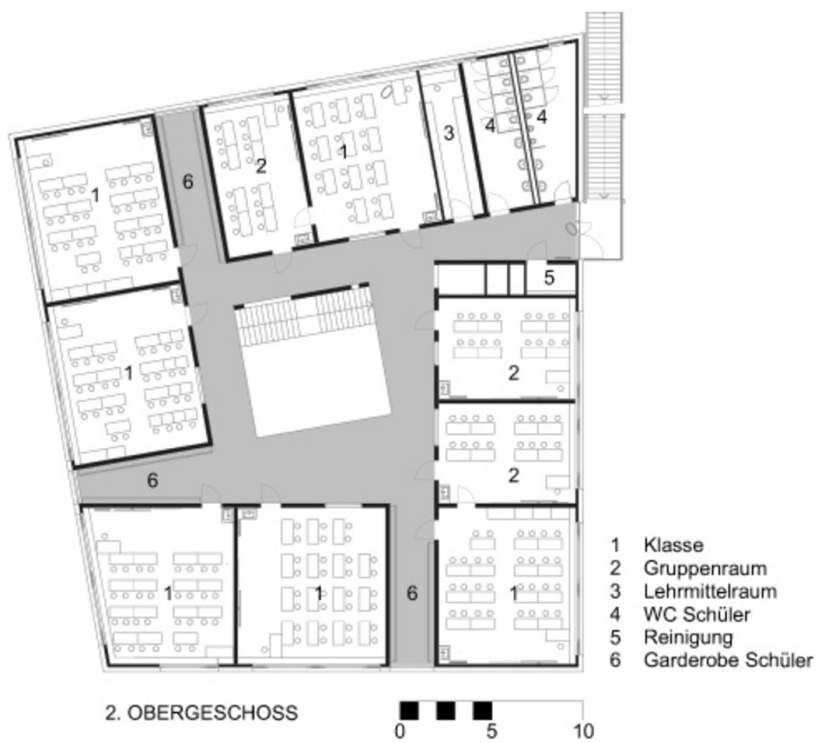 4
4
3
1
2
1
6
5
1
2
6
2
1
1
6
1
1 Klasse
2 Gruppenraum
3 Lehrmittelraum
4 WC Schüler
5 Reinigung
6 Garderobe Schüler
2. OBERGESCHOSS
0 5 10